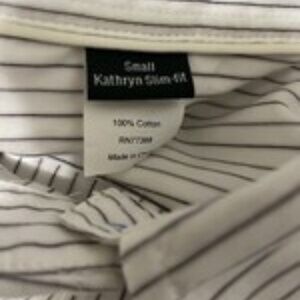 Small
Kathryn Slim-fit
100% Cotton
Made in